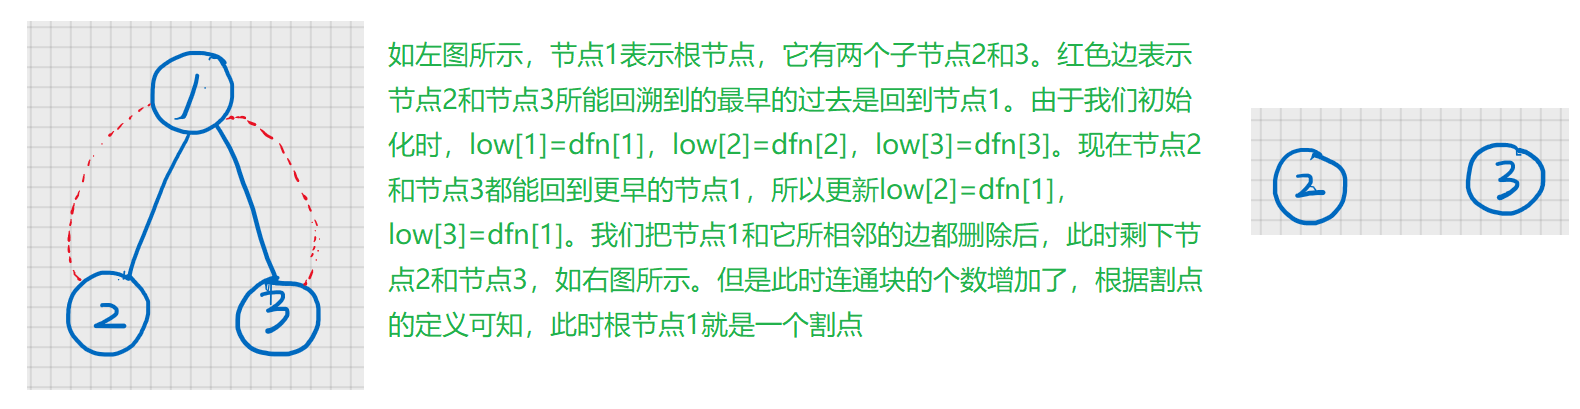 1
2
3
如左图所示，节点1表示根节点，它有两个子节点2和3。红色边表示
节点2和节点3所能回溯到的最早的过去是回到节点1。由于我们初始
化时，low[1]=dfn[1]，low[2]=dfn[2]，low[3]=dfn[3]。现在节点2
和节点3都能回到更早的节点1，所以更新low[2]=dfn[1]，
low[3]=dfn[1]。我们把节点1和它所相邻的边都删除后，此时剩下节
点2和节点3，如右图所示。但是此时连通块的个数增加了，根据割点
的定义可知，此时根节点1就是一个割点
2
3